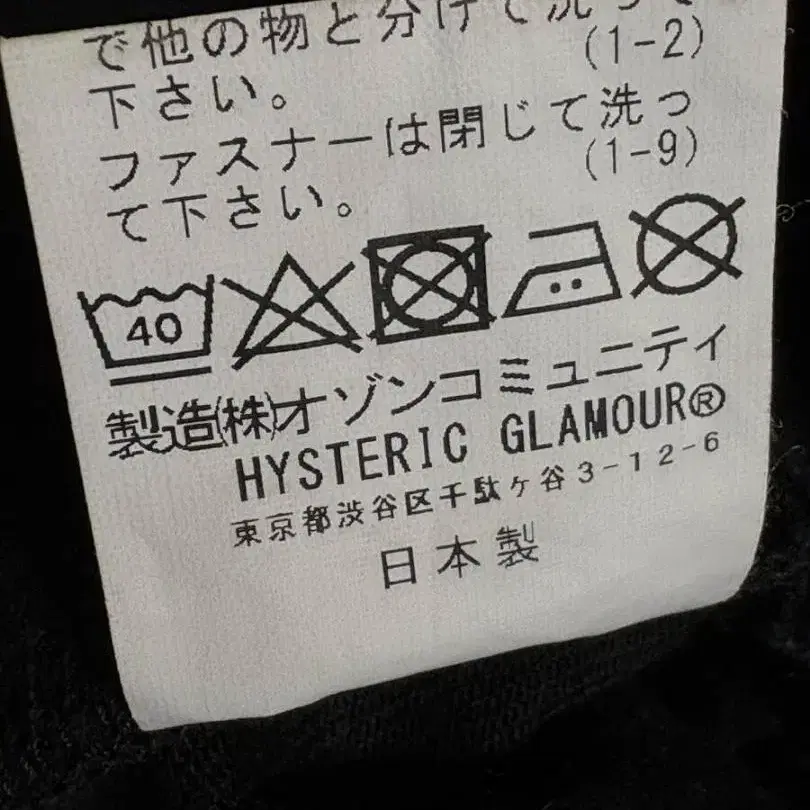 で他の物と分けて洗って
(1-2)
下さい。
ファスナーは閉じて洗っ
(1-9)
て下さい。
40
製造㈱オゾンコミュニティ
HYSTERIC GLAMOUR®
東京都渋谷区千駄ヶ谷3-12-6
日本製